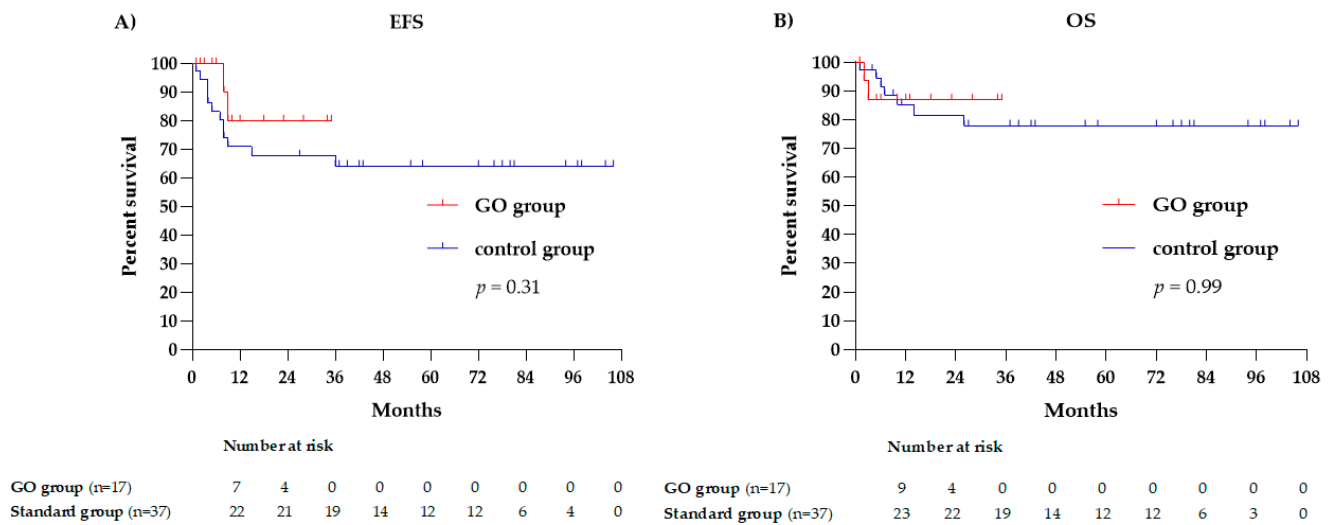 A) EFS
100
90
80
70
60
50
40
30
20
10
0
Percent survival
GO group
control group
p = 0.31
0 12 24 36 48 60 72 84 96 108
Months
Number at risk
GO group (n=17) 7 4 0 0 0 0 0 0 0
Standard group (n=37) 22 21 19 14 12 12 6 4 0
B) OS
100
90
80
70
60
50
40
30
20
10
0
Percent survival
GO group
control group
p = 0.99
0 12 24 36 48 60 72 84 96 108
Months
Number at risk
GO group (n=17) 9 4 0 0 0 0 0 0 0
Standard group (n=37) 23 22 19 14 12 12 6 3 0